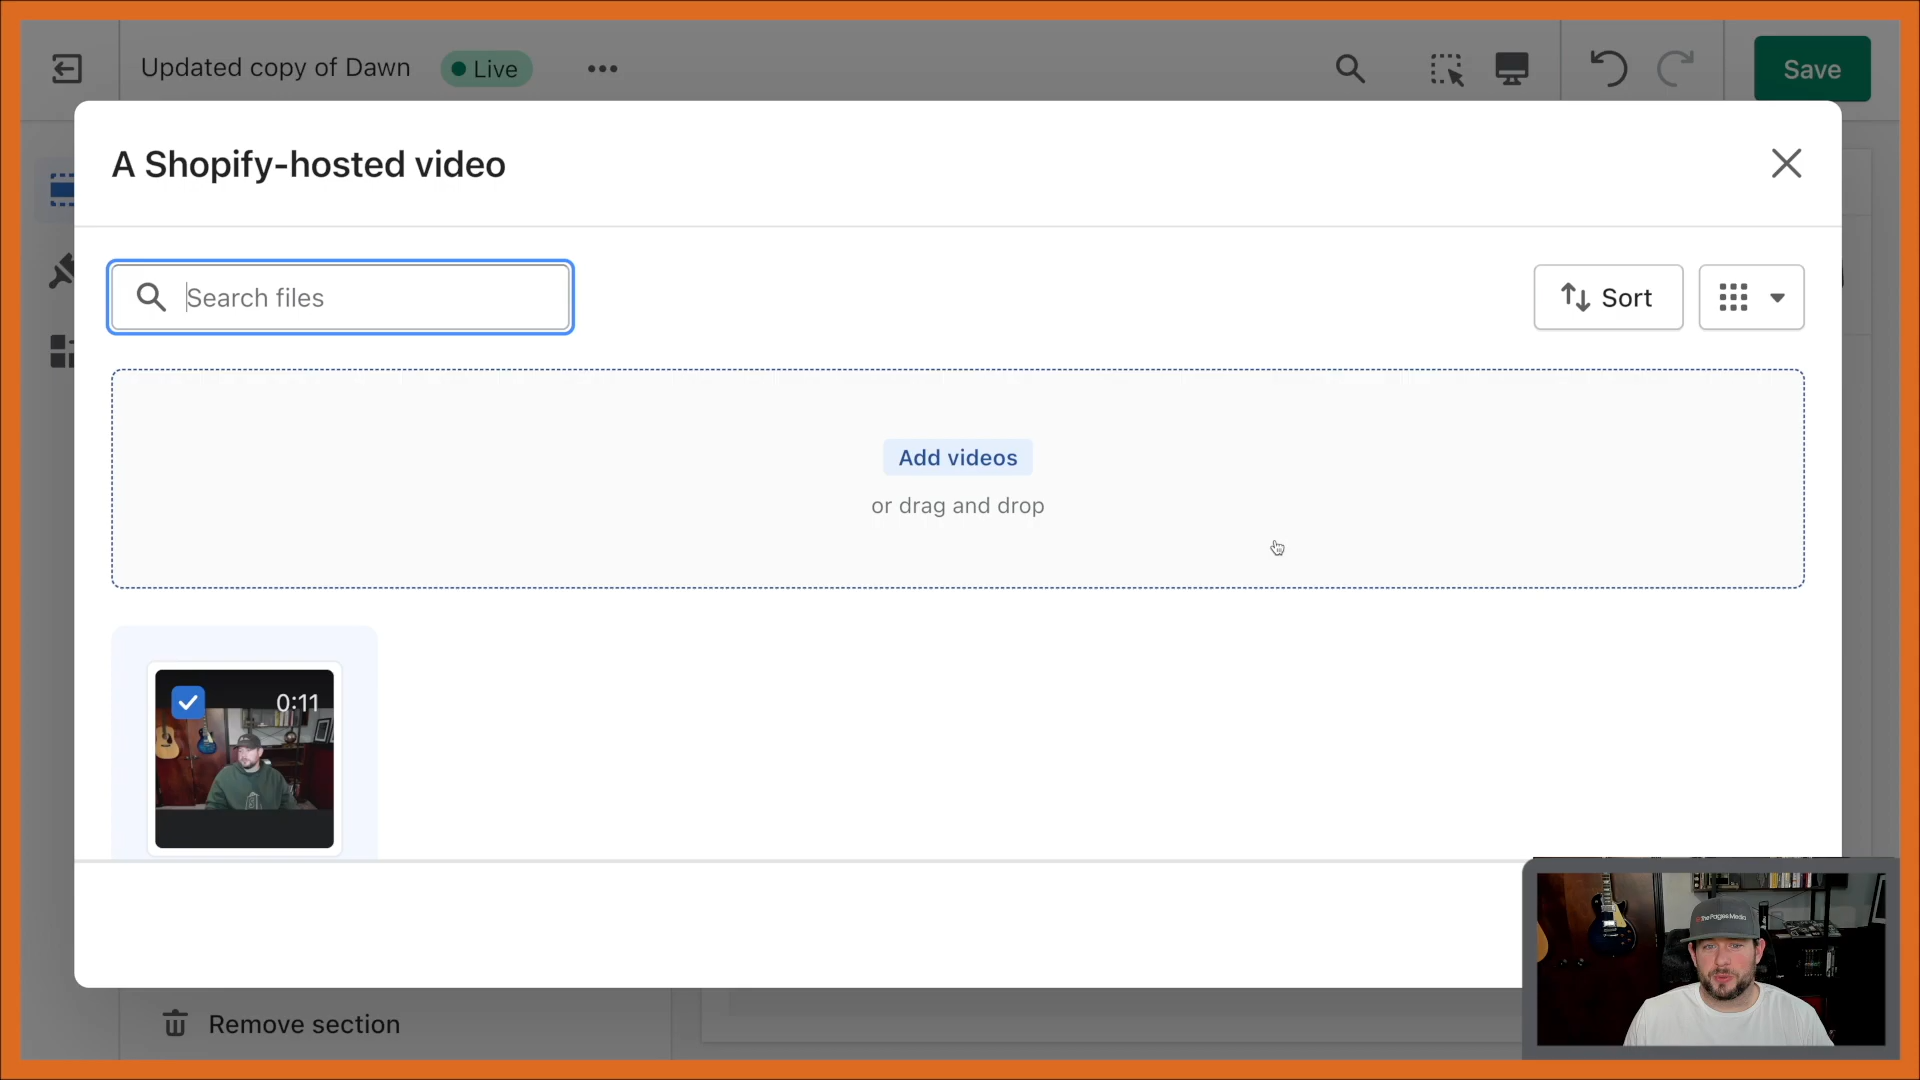 Updated copy of Dawn
Live
Save
A Shopify-hosted video
Search files
Sort
Add videos
or drag and drop
0:11
Remove section